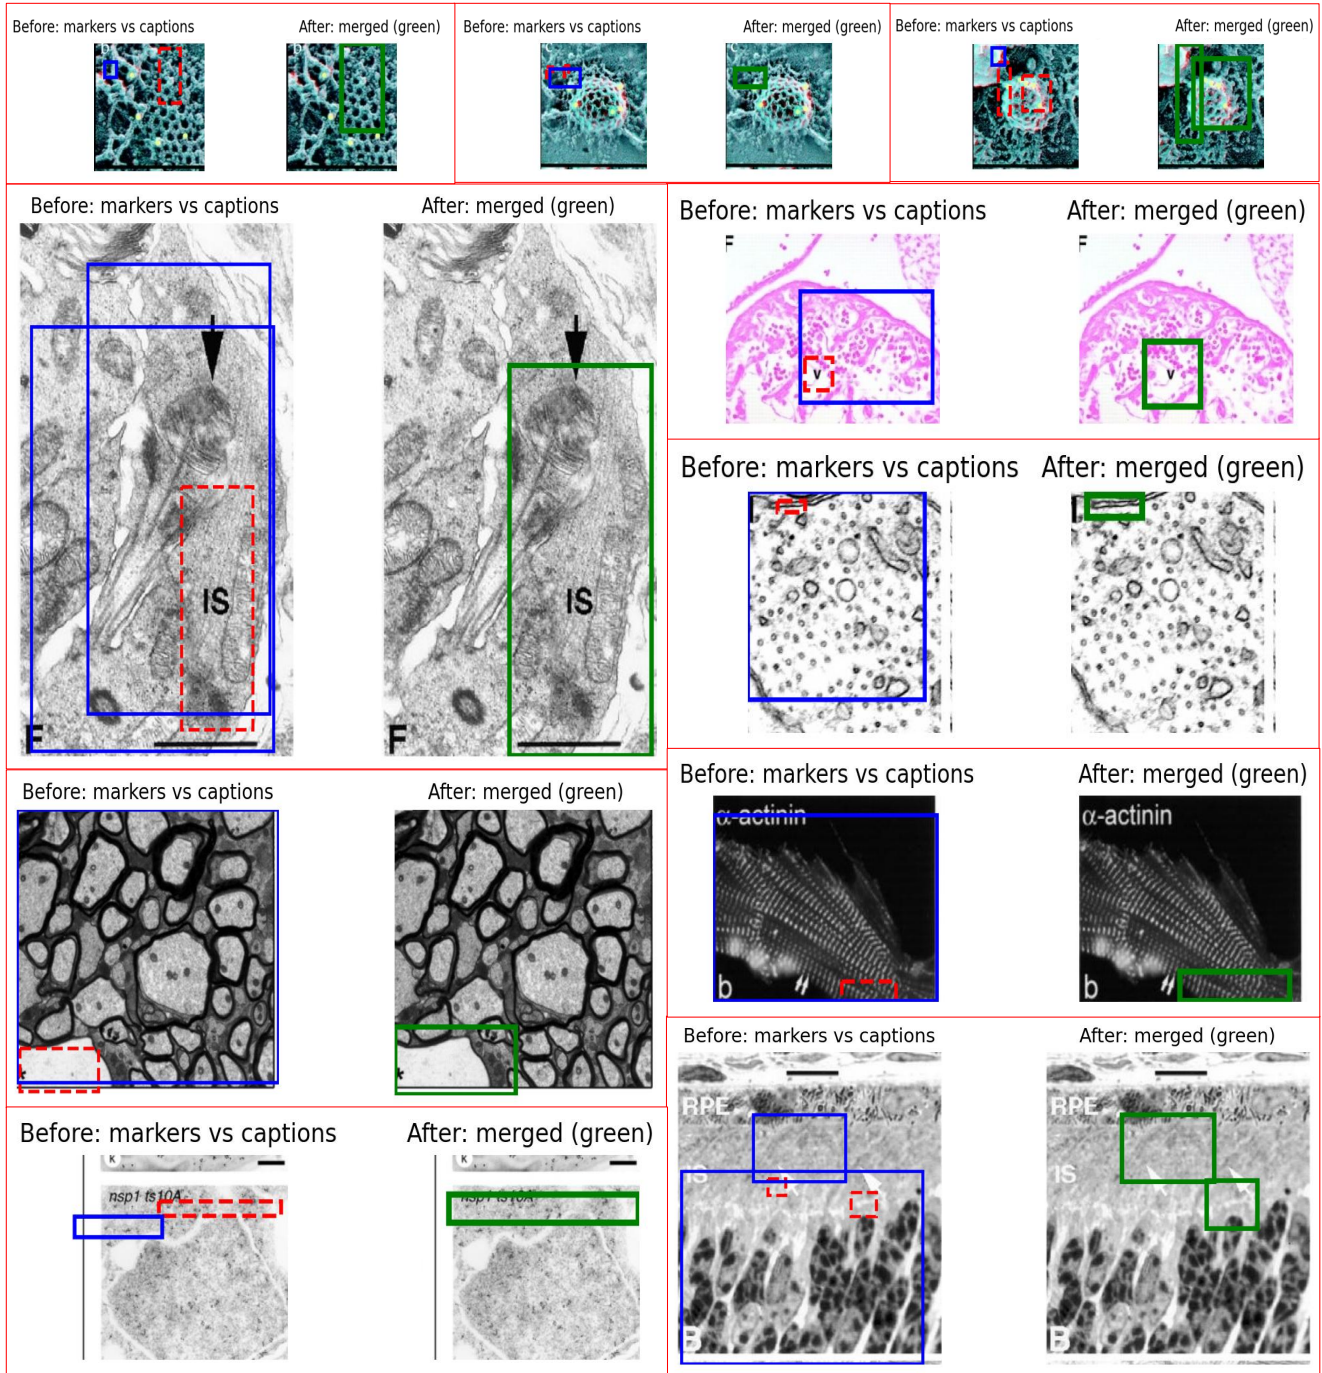 Before: markers vs captions
After: merged (green)
Before: markers vs captions
After: merged (green)
Before: markers vs captions
After: merged (green)
b
b
c
c
Before: markers vs captions
After: merged (green)
IS
IS
F
F
Before: markers vs captions
After: merged (green)
F
F
v
v
Before: markers vs captions
After: merged (green)
Before: markers vs captions
After: merged (green)
*
*
Before: markers vs captions
After: merged (green)
α-actinin
α-actinin
b
b
Before: markers vs captions
After: merged (green)
K
K
nsp1 ts10A
nsp1 ts10A
Before: markers vs captions
After: merged (green)
RPE
RPE
IS
IS
B
B